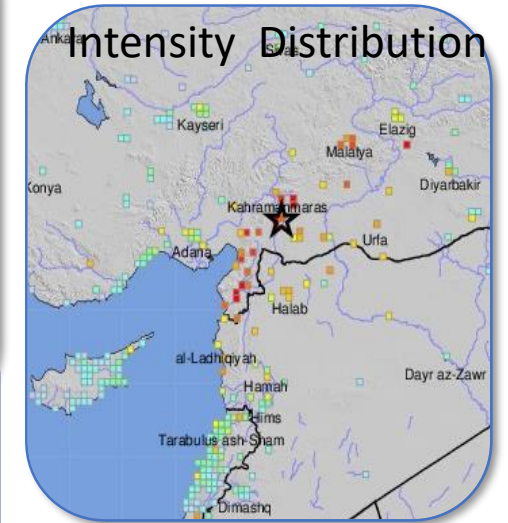 Intensity Distribution
Ankara
Sivas
Kayseri
Elazig
Malatya
Konya
Diyarbakir
Kahramanmaras
Urfa
Adana
Halab
al-Ladhiqiyah
Dayr az-Zawr
Hamah
Hims
Tarabulus ash-Sham
Dimashq